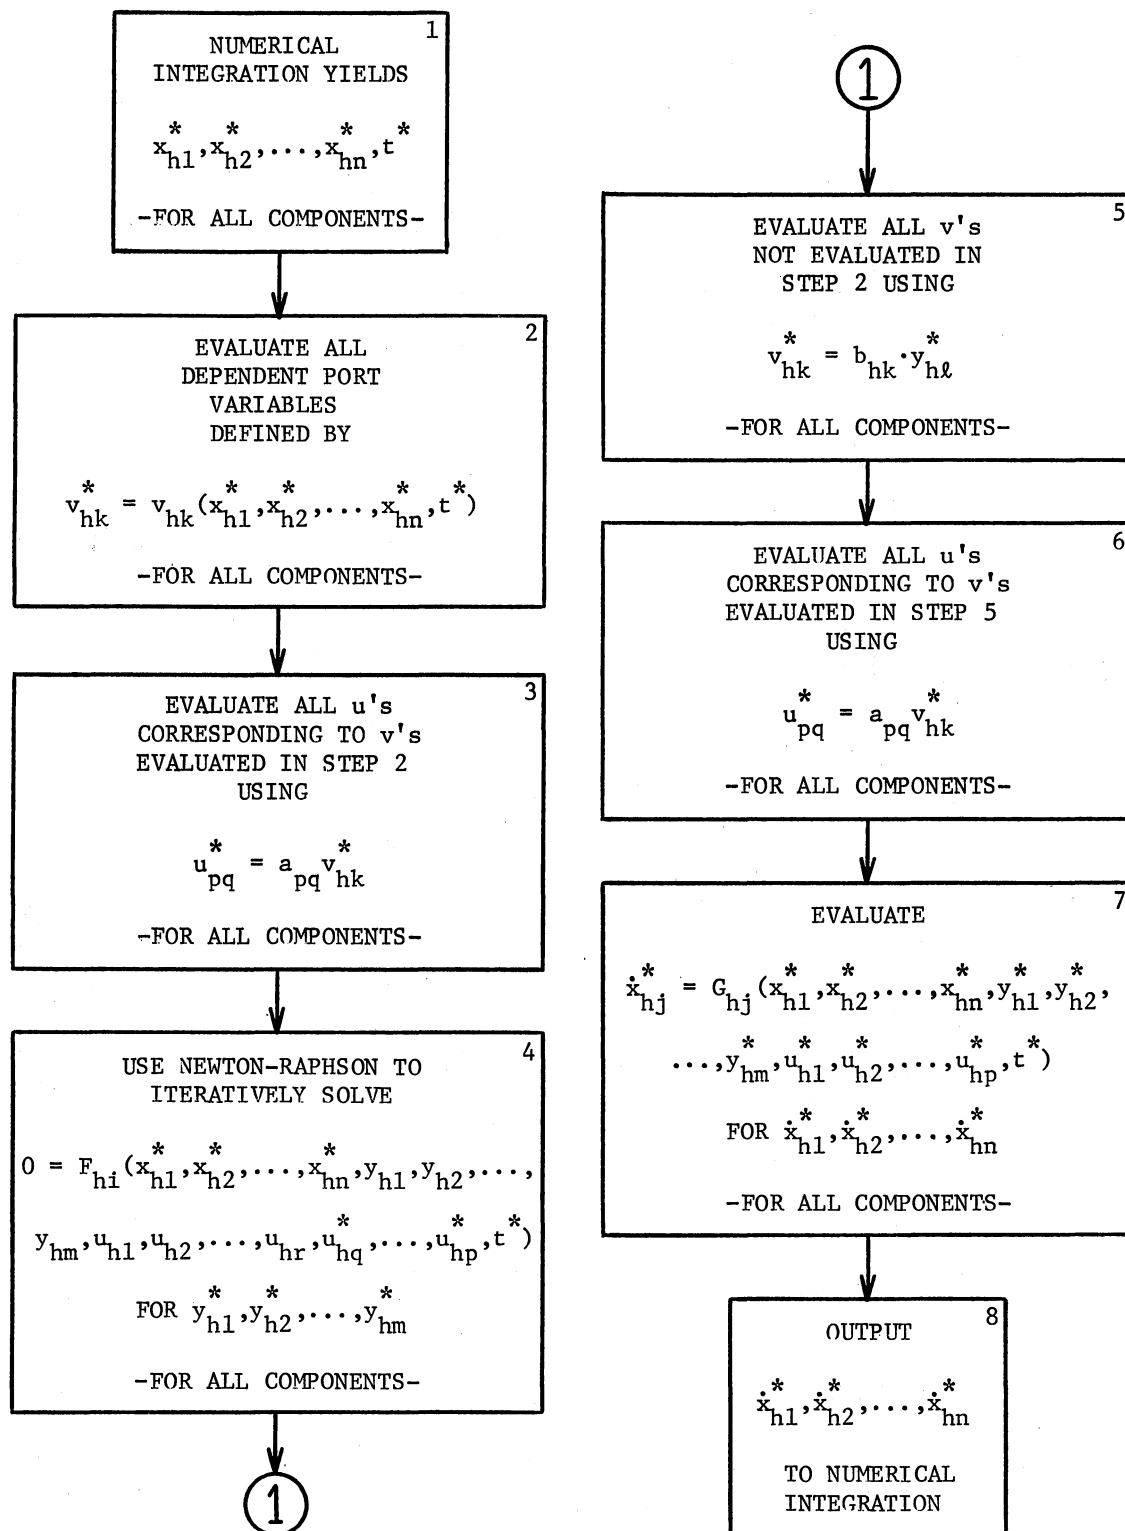 1
NUMERICAL
INTEGRATION YIELDS
x*h1,x*h2,...,x*hn,t*
-FOR ALL COMPONENTS-
2
EVALUATE ALL
DEPENDENT PORT
VARIABLES
DEFINED BY
v*hk = vhk(x*h1,x*h2,...,x*hn,t*)
-FOR ALL COMPONENTS-
3
EVALUATE ALL u's
CORRESPONDING TO v's
EVALUATED IN STEP 2
USING
u*pq = apqv*hk
-FOR ALL COMPONENTS-
4
USE NEWTON-RAPHSON TO
ITERATIVELY SOLVE
0 = Fhi(x*h1,x*h2,...,x*hn,yh1,yh2,...,
yhm,uh1,uh2,...,uhr,u*hq,...,u*hp,t*)
FOR y*h1,y*h2,...,y*hm
-FOR ALL COMPONENTS-
1
1
5
EVALUATE ALL v's
NOT EVALUATED IN
STEP 2 USING
v*hk = bhk·y*hℓ
-FOR ALL COMPONENTS-
6
EVALUATE ALL u's
CORRESPONDING TO v's
EVALUATED IN STEP 5
USING
u*pq = apqv*hk
-FOR ALL COMPONENTS-
7
EVALUATE
ẋ*hj = Ghj(x*h1,x*h2,...,x*hn,y*h1,y*h2,
...,y*hm,u*h1,u*h2,...,u*hp,t*)
FOR ẋ*h1,ẋ*h2,...,ẋ*hn
-FOR ALL COMPONENTS-
8
OUTPUT
ẋ*h1,ẋ*h2,...,ẋ*hn
TO NUMERICAL
INTEGRATION